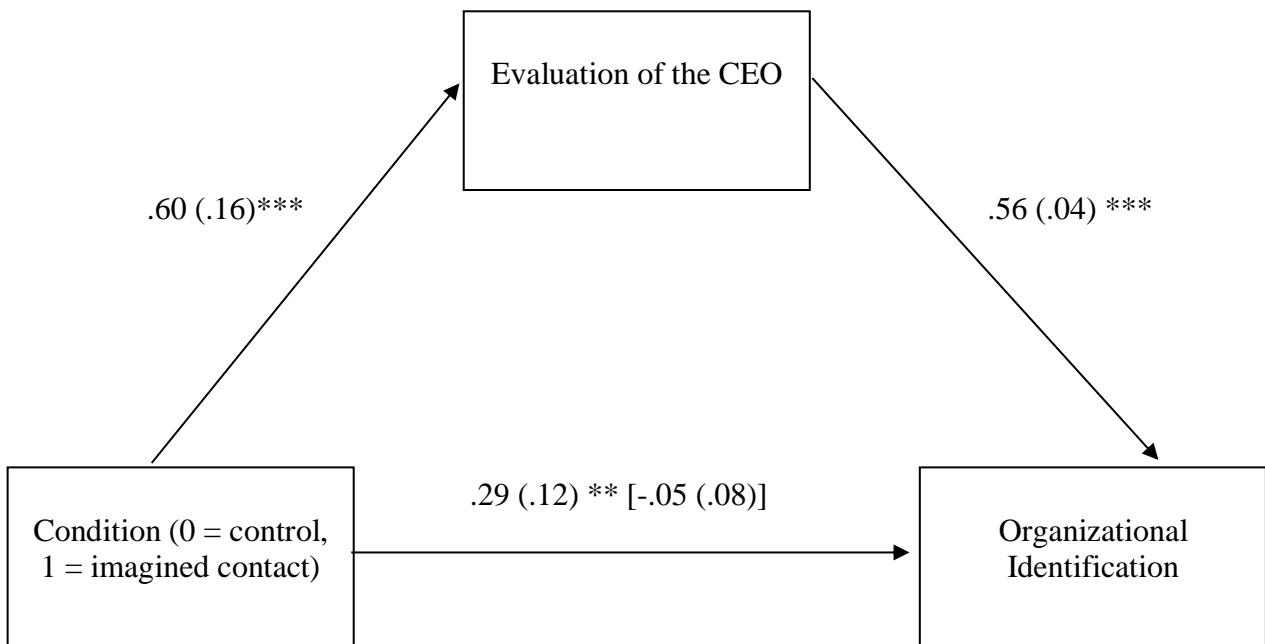 Evaluation of the CEO
.60 (.16)***
.56 (.04) ***
.29 (.12) ** [-.05 (.08)]
Condition (0 = control,
1 = imagined contact)
Organizational
Identification